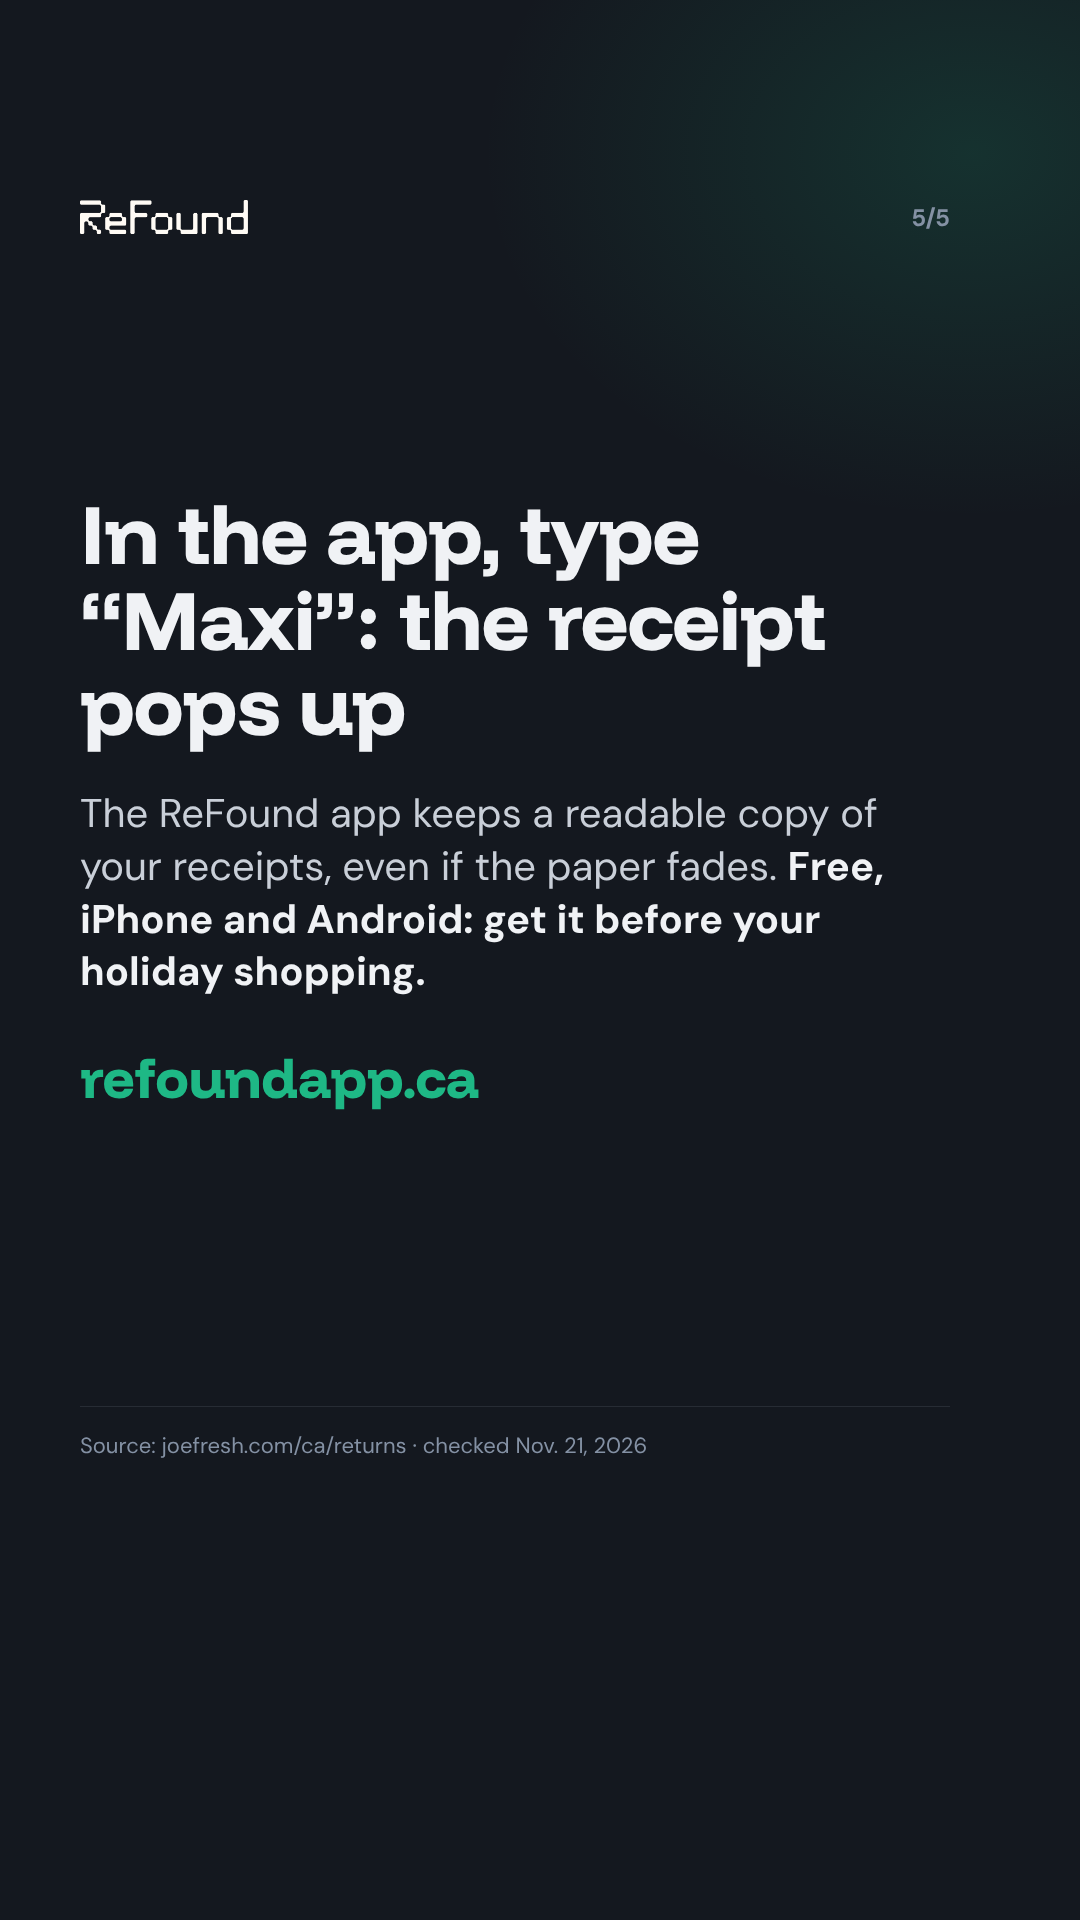 ReFound
5/5
In the app, type
“Maxi”: the receipt
pops up
The ReFound app keeps a readable copy of
your receipts, even if the paper fades. Free,
iPhone and Android: get it before your
holiday shopping.
refoundapp.ca
Source: joefresh.com/ca/returns · checked Nov. 21, 2026